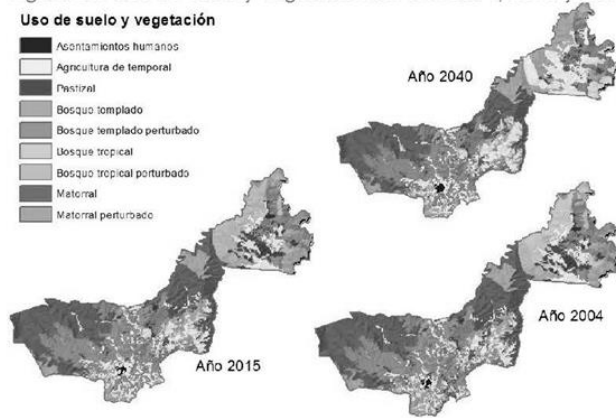 Uso de suelo y vegetación
Asentamientos humanos
Agricultura de temporal
Pastizal
Bosque templado
Bosque templado perturbado
Bosque tropical
Bosque tropical porturbado
Matorral
Matorral perturbado
Año 2040
Año 2015
Año 2004